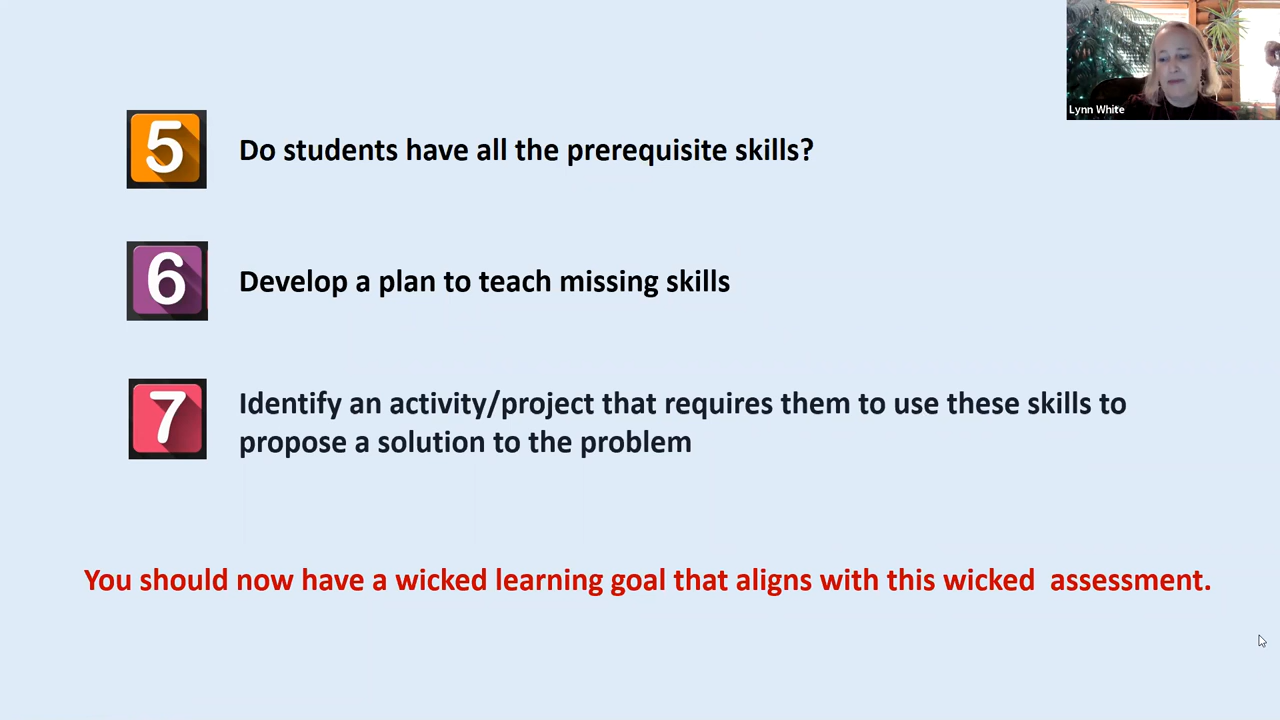 Lynn White
5
Do students have all the prerequisite skills?
6
Develop a plan to teach missing skills
7
Identify an activity/project that requires them to use these skills to
propose a solution to the problem
You should now have a wicked learning goal that aligns with this wicked  assessment.